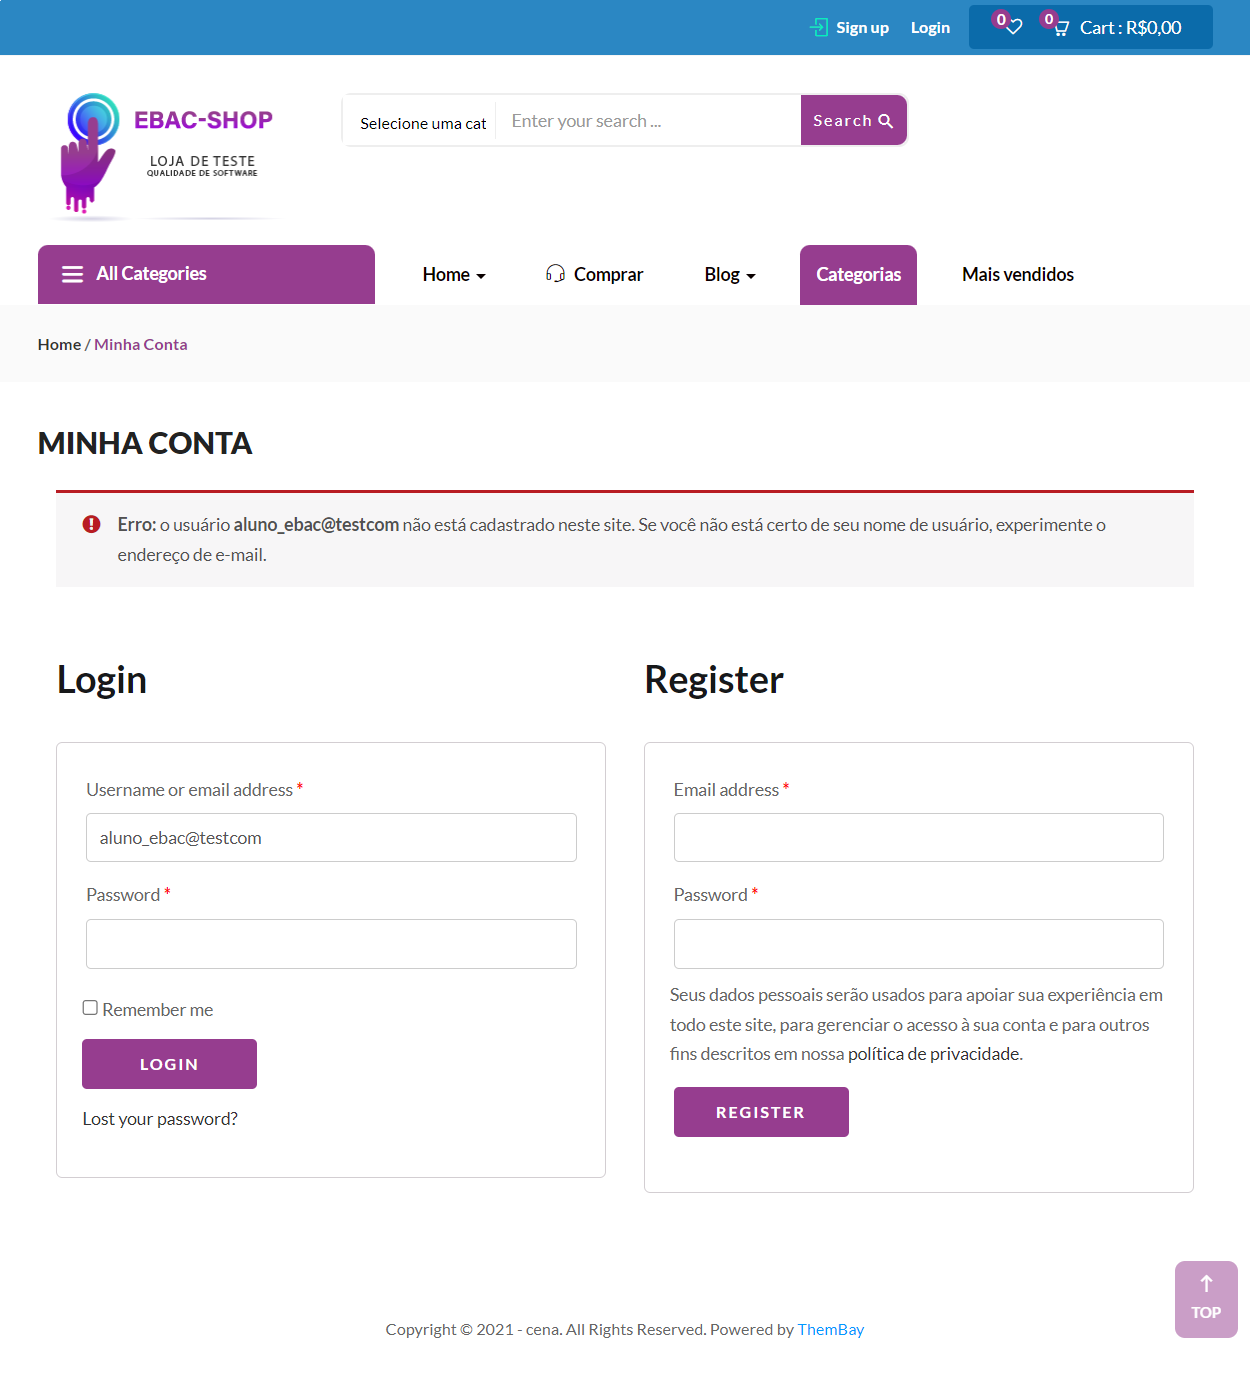 Sign up Login 0 0 Cart : R$0,00
EBAC-SHOP
LOJA DE TESTE
QUALIDADE DE SOFTWARE
Selecione uma cat Enter your search ... Search
All Categories Home Comprar Blog Categorias Mais vendidos
Home / Minha Conta
MINHA CONTA
Erro: o usuário aluno_ebac@testcom não está cadastrado neste site. Se você não está certo de seu nome de usuário, experimente o
endereço de e-mail.
Login
Username or email address *
aluno_ebac@testcom
Password *
Remember me
LOGIN
Lost your password?
Register
Email address *
Password *
Seus dados pessoais serão usados para apoiar sua experiência em
todo este site, para gerenciar o acesso à sua conta e para outros
fins descritos em nossa política de privacidade.
REGISTER
TOP
Copyright © 2021 - cena. All Rights Reserved. Powered by ThemBay